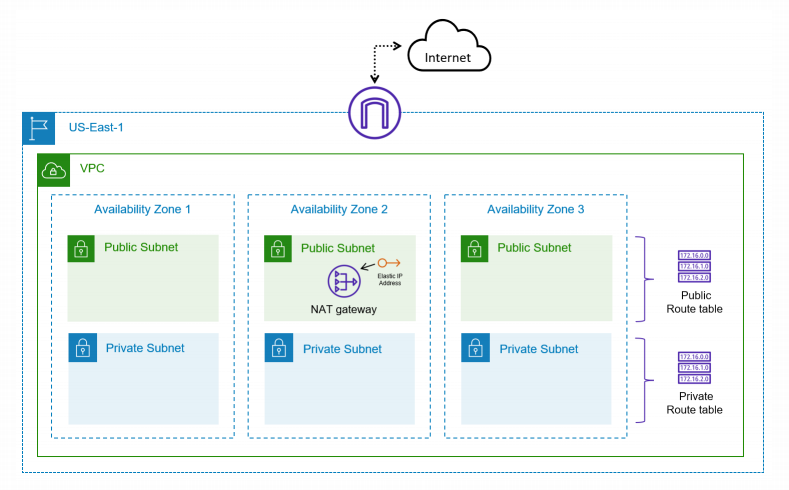 Internet
US-East-1
VPC
Availability Zone 1
Availability Zone 2
Availability Zone 3
Public Subnet
Public Subnet
Public Subnet
Elastic IP
Address
NAT gateway
172.16.0.0
172.16.1.0
172.16.2.0
Public
Route table
Private Subnet
Private Subnet
Private Subnet
172.16.0.0
172.16.1.0
172.16.2.0
Private
Route table